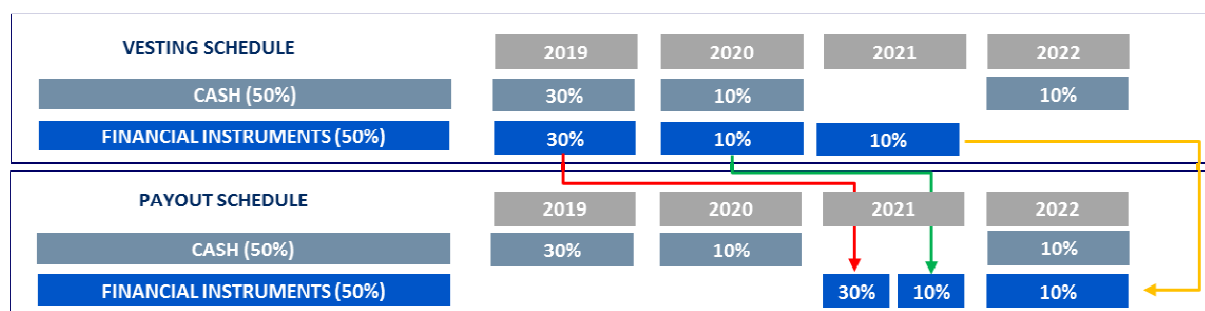 VESTING SCHEDULE 2019 2020 2021 2022
CASH (50%) 30% 10% 10%
FINANCIAL INSTRUMENTS (50%) 30% 10% 10%
PAYOUT SCHEDULE 2019 2020 2021 2022
CASH (50%) 30% 10% 10%
FINANCIAL INSTRUMENTS (50%) 30% 10% 10%